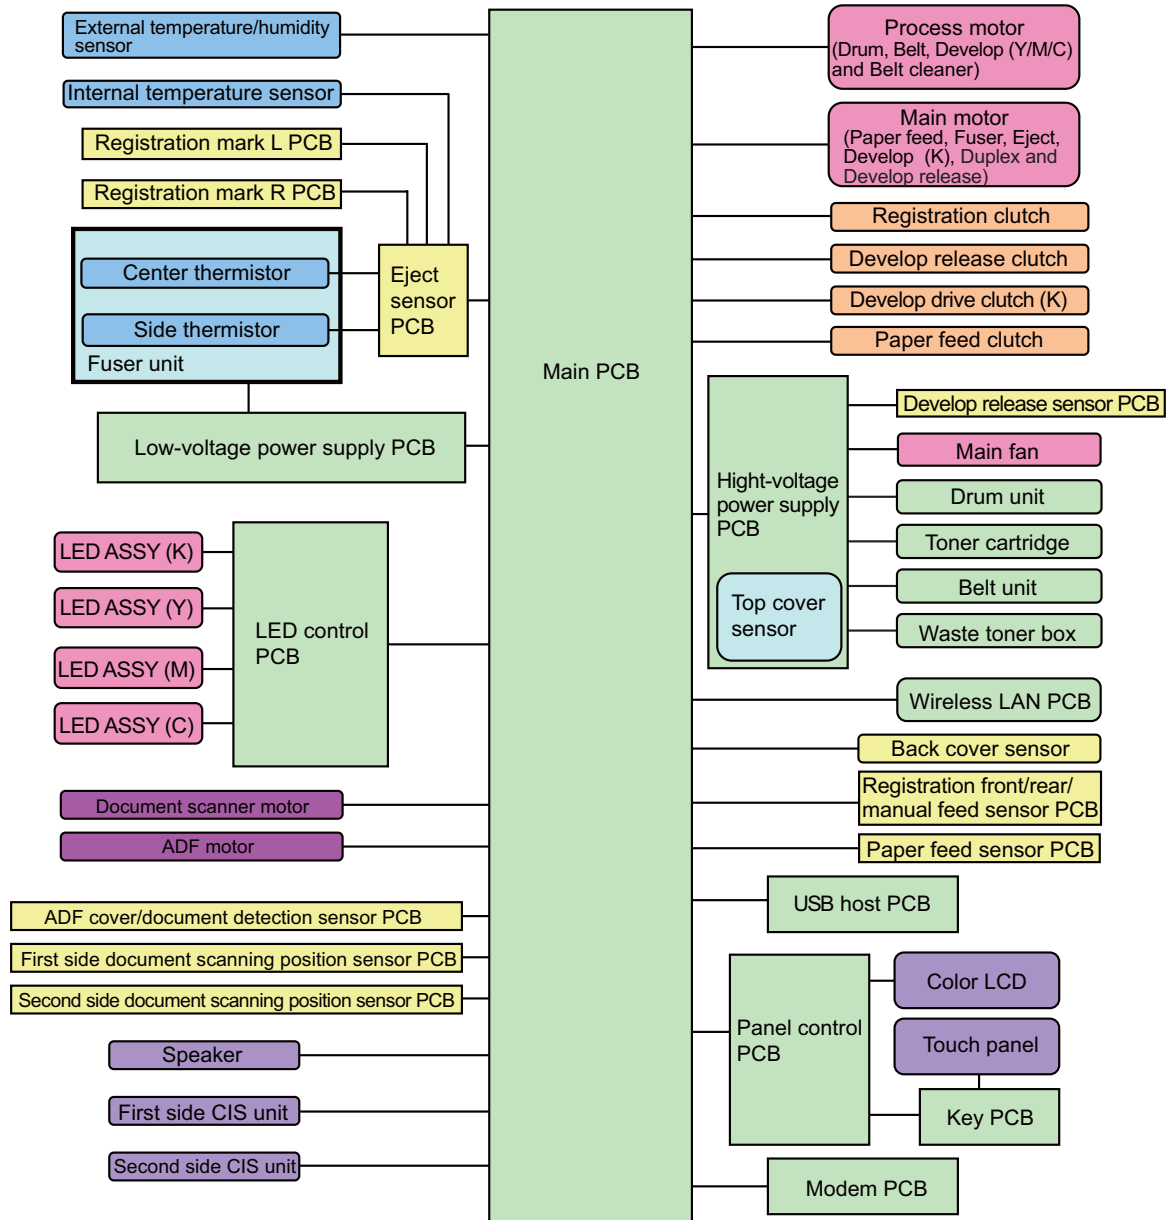 External temperature/humidity
sensor
Internal temperature sensor
Registration mark L PCB
Registration mark R PCB
Center thermistor
Side thermistor
Fuser unit
Eject
sensor
PCB
Low-voltage power supply PCB
LED ASSY (K)
LED ASSY (Y)
LED ASSY (M)
LED ASSY (C)
LED control
PCB
Document scanner motor
ADF motor
ADF cover/document detection sensor PCB
First side document scanning position sensor PCB
Second side document scanning position sensor PCB
Speaker
First side CIS unit
Second side CIS unit
Main PCB
Process motor
(Drum, Belt, Develop (Y/M/C)
and Belt cleaner)
Main motor
(Paper feed, Fuser, Eject,
Develop (K), Duplex and
Develop release)
Registration clutch
Develop release clutch
Develop drive clutch (K)
Paper feed clutch
Hight-voltage
power supply
PCB
Top cover
sensor
Develop release sensor PCB
Main fan
Drum unit
Toner cartridge
Belt unit
Waste toner box
Wireless LAN PCB
Back cover sensor
Registration front/rear/
manual feed sensor PCB
Paper feed sensor PCB
USB host PCB
Panel control
PCB
Color LCD
Touch panel
Key PCB
Modem PCB